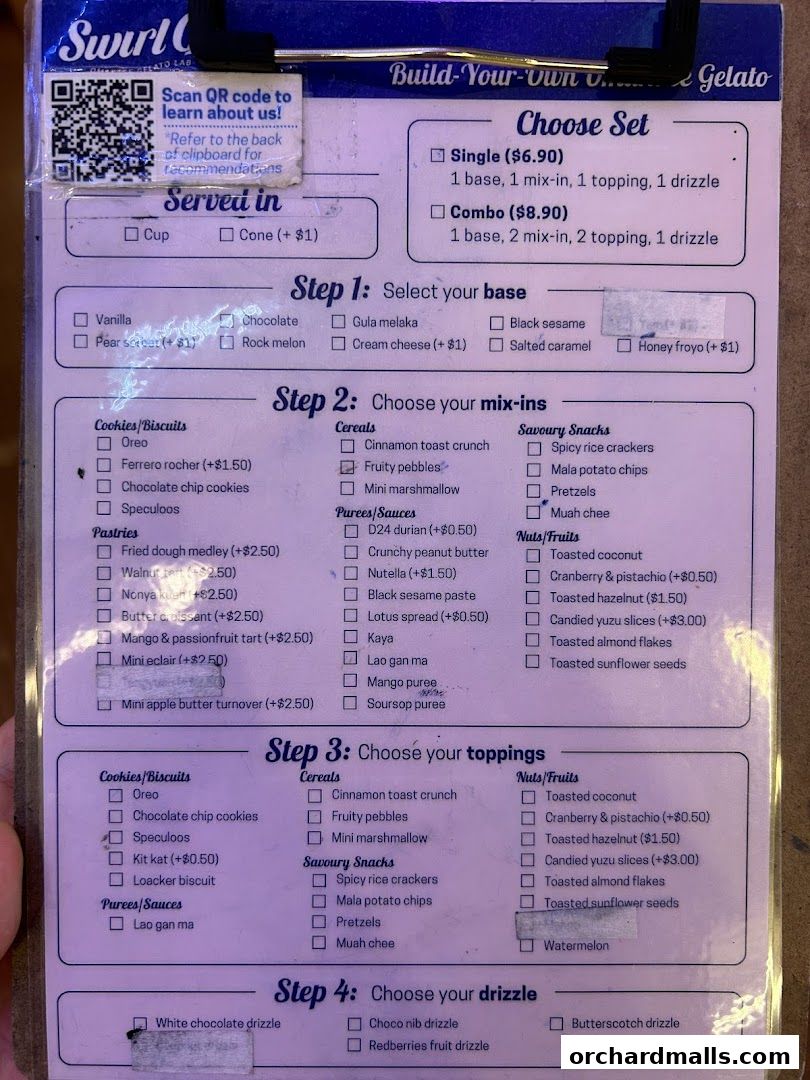 Swirl
GELATO LAB
Build-Your-Own Gelato
Scan QR code to
learn about us!
*Refer to the back
of clipboard for
recommendations
Choose Set
Single ($6.90)
1 base, 1 mix-in, 1 topping, 1 drizzle
Combo ($8.90)
1 base, 2 mix-in, 2 topping, 1 drizzle
Served in
Cup
Cone (+ $1)
Step 1: Select your base
Vanilla
Chocolate
Gula melaka
Black sesame
Pear sorbet (+ $1)
Rock melon
Cream cheese (+ $1)
Salted caramel
Honey froyo (+ $1)
Step 2: Choose your mix-ins
Cookies/Biscuits
Oreo
Ferrero rocher (+$1.50)
Chocolate chip cookies
Speculoos
Pastries
Fried dough medley (+$2.50)
Walnut tart (+$2.50)
Nonya kueh (+$2.50)
Butter croissant (+$2.50)
Mango & passionfruit tart (+$2.50)
Mini eclair (+$2.50)
Mini apple butter turnover (+$2.50)
Cereals
Cinnamon toast crunch
Fruity pebbles
Mini marshmallow
Purees/Sauces
D24 durian (+$0.50)
Crunchy peanut butter
Nutella (+$1.50)
Black sesame paste
Lotus spread (+$0.50)
Kaya
Lao gan ma
Mango puree
Soursop puree
Savoury Snacks
Spicy rice crackers
Mala potato chips
Pretzels
Muah chee
Nuts/Fruits
Toasted coconut
Cranberry & pistachio (+$0.50)
Toasted hazelnut ($1.50)
Candied yuzu slices (+$3.00)
Toasted almond flakes
Toasted sunflower seeds
Step 3: Choose your toppings
Cookies/Biscuits
Oreo
Chocolate chip cookies
Speculoos
Kit kat (+$0.50)
Loacker biscuit
Purees/Sauces
Lao gan ma
Cereals
Cinnamon toast crunch
Fruity pebbles
Mini marshmallow
Savoury Snacks
Spicy rice crackers
Mala potato chips
Pretzels
Muah chee
Nuts/Fruits
Toasted coconut
Cranberry & pistachio (+$0.50)
Toasted hazelnut ($1.50)
Candied yuzu slices (+$3.00)
Toasted almond flakes
Toasted sunflower seeds
Watermelon
Step 4: Choose your drizzle
White chocolate drizzle
Choco nib drizzle
Butterscotch drizzle
Redberries fruit drizzle
orchardmalls.com